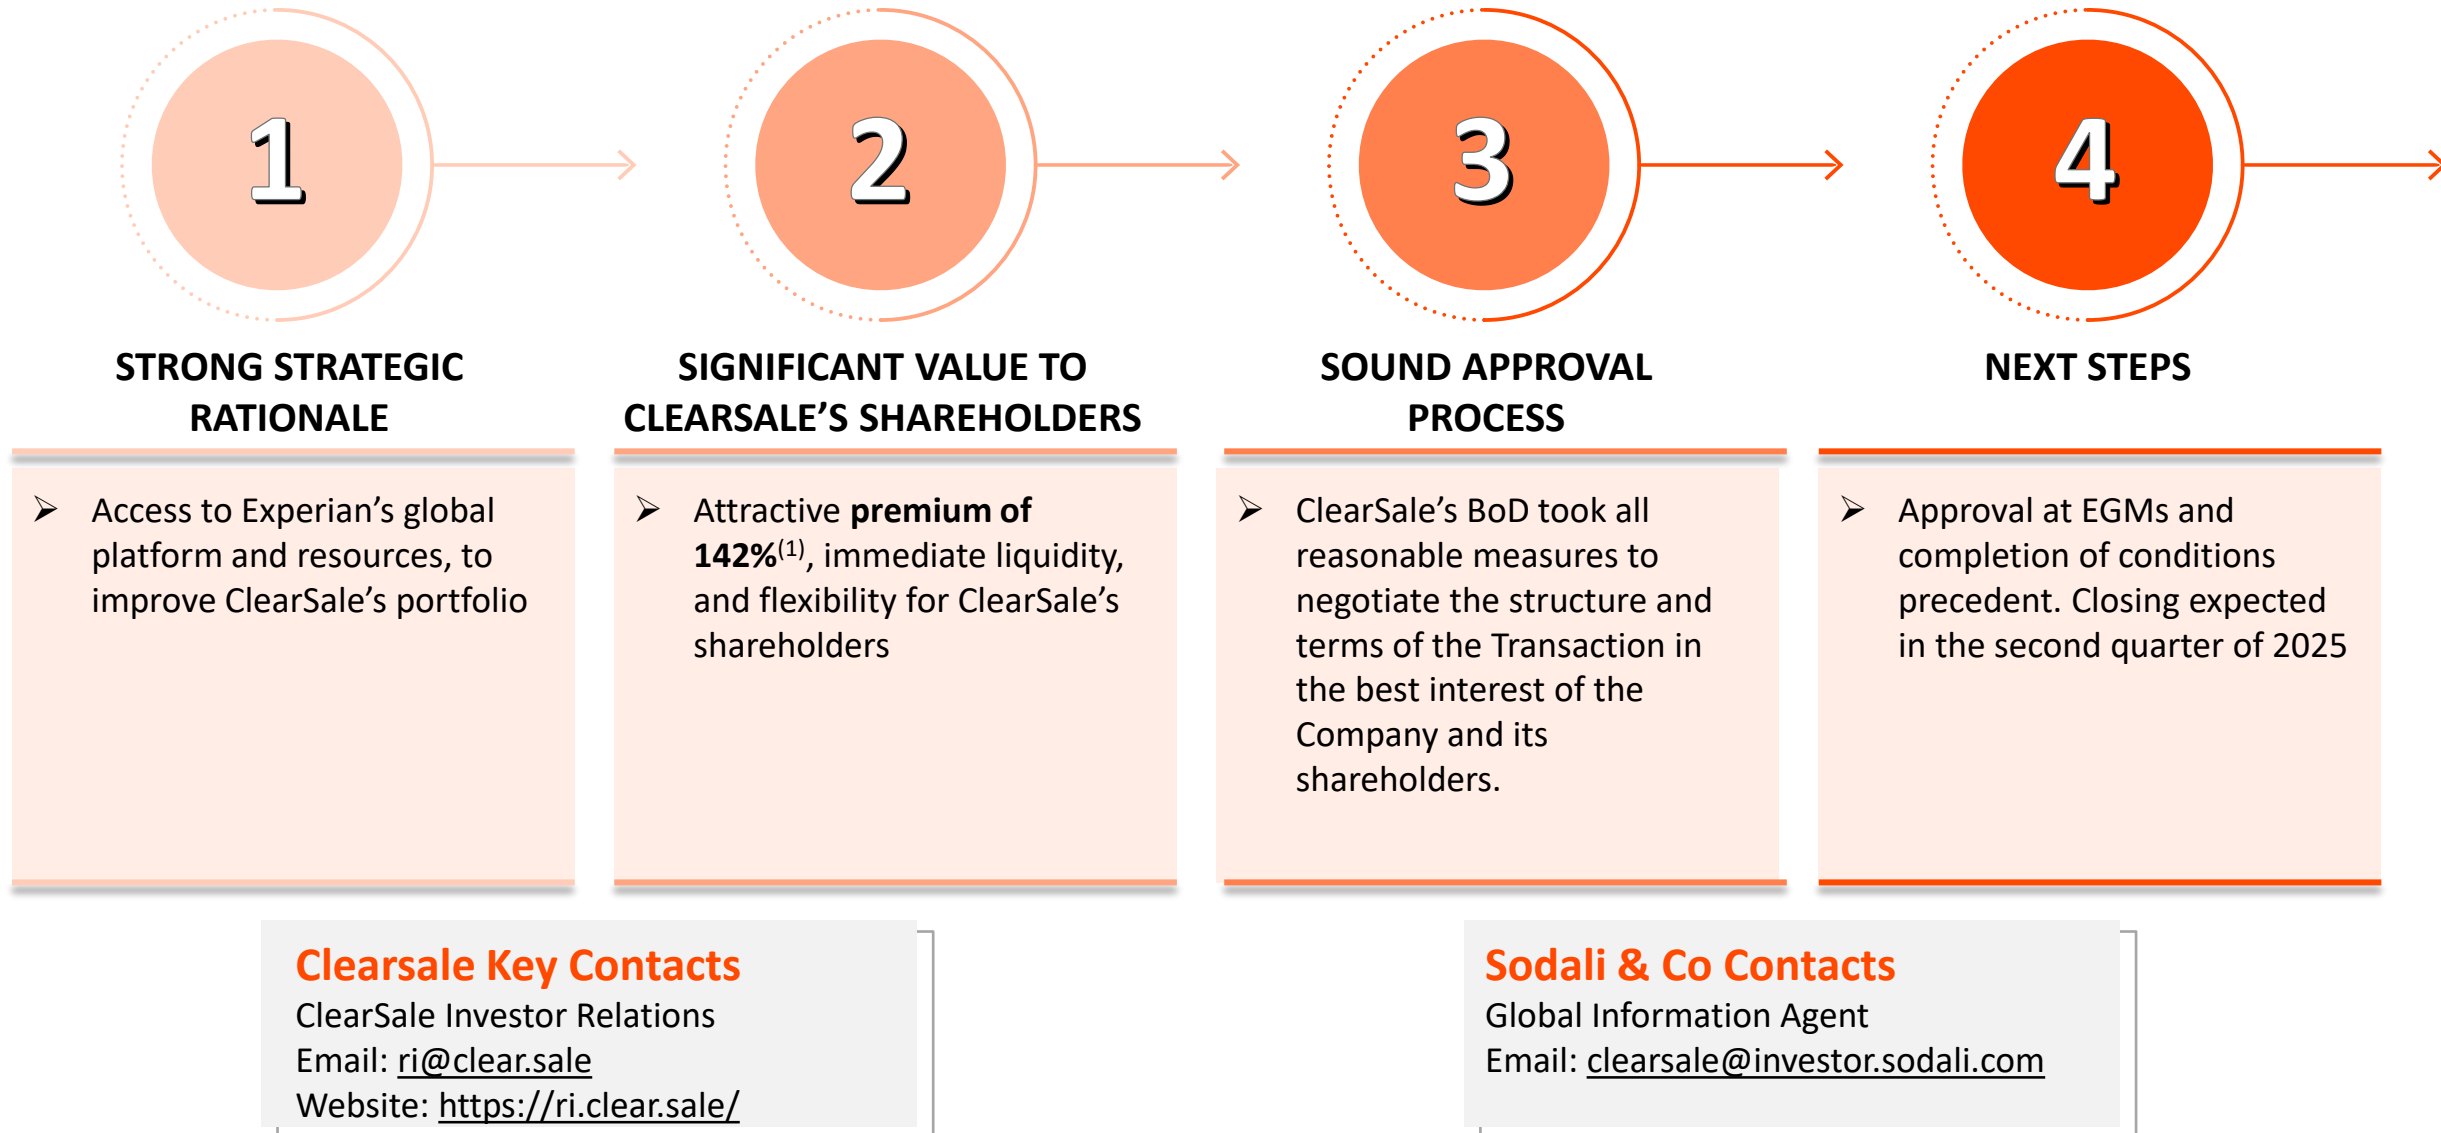 1
STRONG STRATEGIC
RATIONALE
➢ Access to Experian’s global
platform and resources, to
improve ClearSale’s portfolio
2
SIGNIFICANT VALUE TO
CLEARSALE’S SHAREHOLDERS
➢ Attractive premium of
142%(1), immediate liquidity,
and flexibility for ClearSale’s
shareholders
3
SOUND APPROVAL
PROCESS
➢ ClearSale’s BoD took all
reasonable measures to
negotiate the structure and
terms of the Transaction in
the best interest of the
Company and its
shareholders.
4
NEXT STEPS
➢ Approval at EGMs and
completion of conditions
precedent. Closing expected
in the second quarter of 2025
Clearsale Key Contacts
ClearSale Investor Relations
Email: ri@clear.sale
Website: https://ri.clear.sale/
Sodali & Co Contacts
Global Information Agent
Email: clearsale@investor.sodali.com